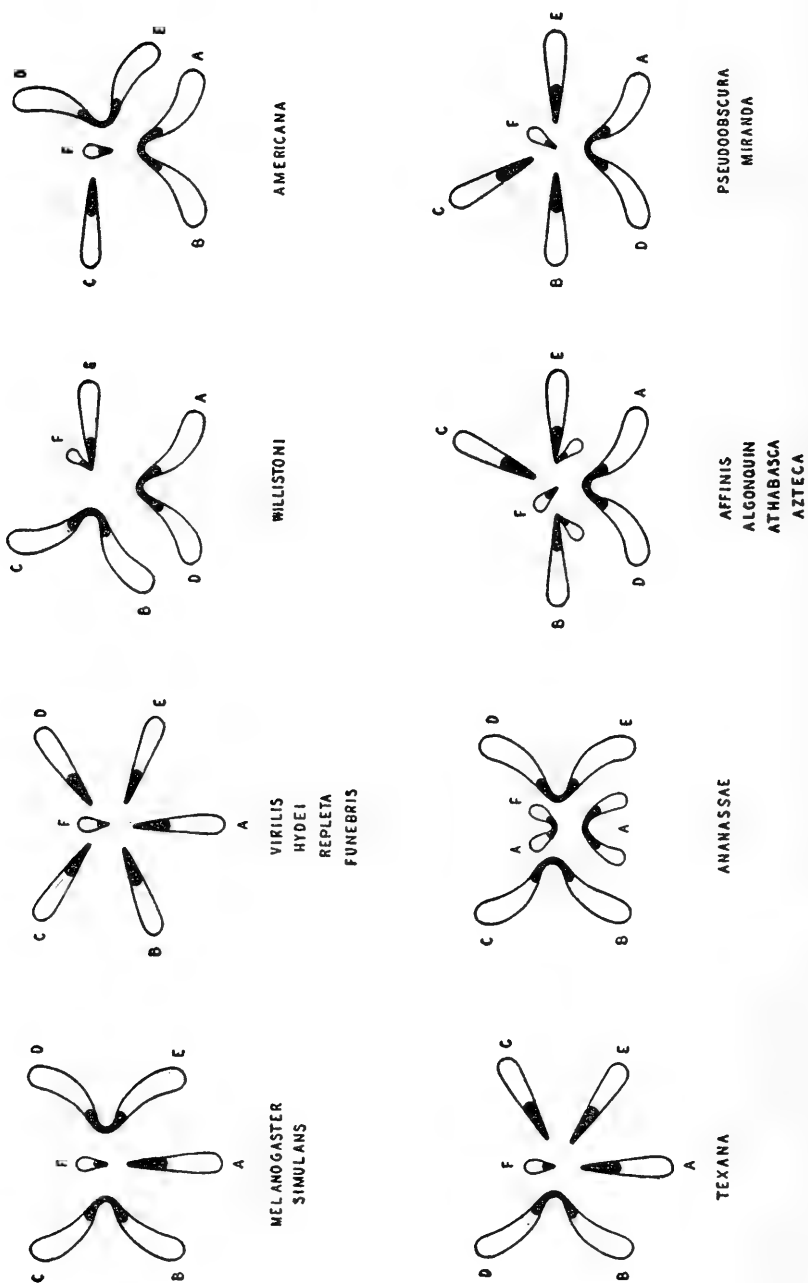 C D
F
B E
A
MELANOGASTER
SIMULANS
C D
F
B E
A
VIRILIS
HYDEI
REPLETA
FUNEBRIS
C
F E
B
D A
WILLISTONI
D
F E
C
B A
AMERICANA
D C
F
B E
A
TEXANA
C D
A F
B A E
ANANASSAE
C
F
B E
D A
AFFINIS
ALGONQUIN
ATHABASCA
AZTECA
C
F
B E
D A
PSEUDOOBSCURA
MIRANDA